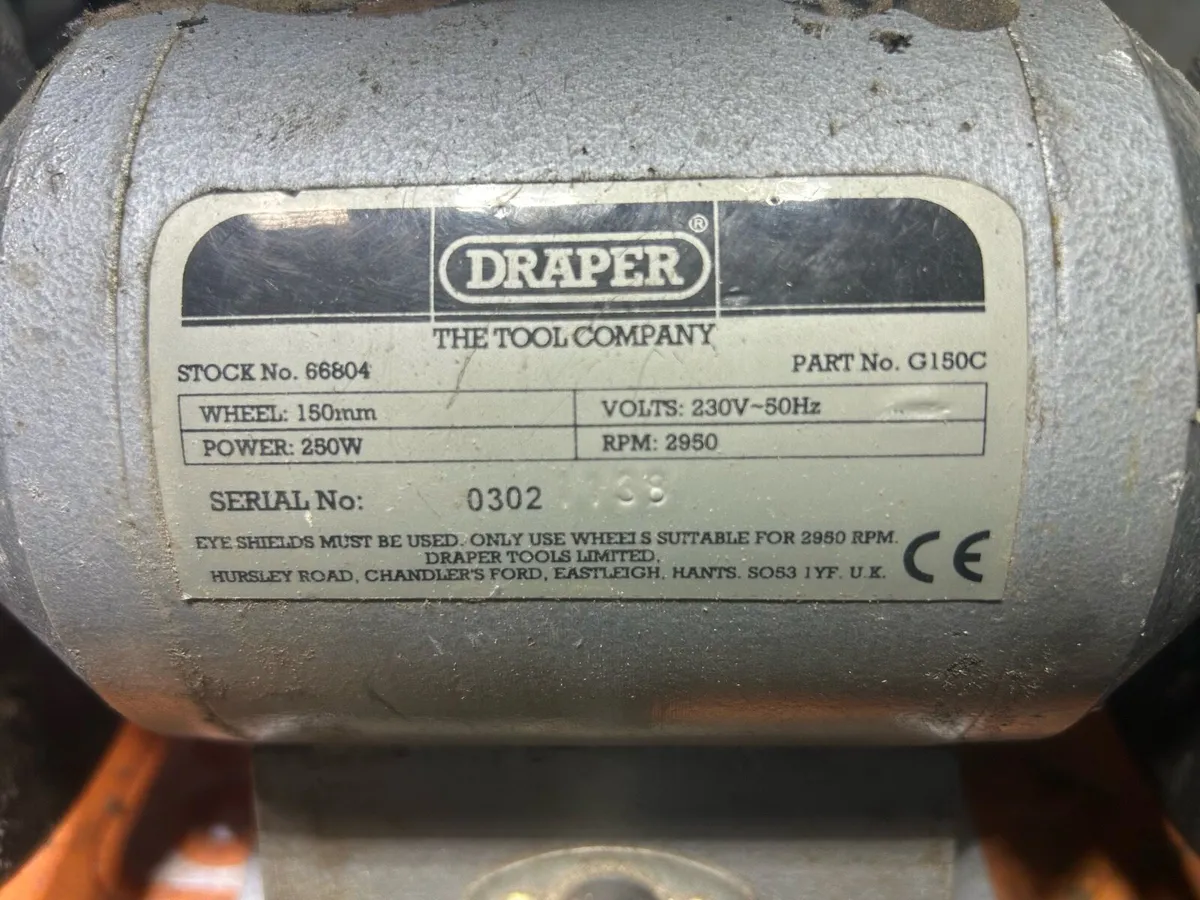 DRAPER®
THE TOOL COMPANY
STOCK No. 66804 PART No. G150C
WHEEL: 150mm VOLTS: 230V~50Hz
POWER: 250W RPM: 2950
SERIAL No: 0302
EYE SHIELDS MUST BE USED. ONLY USE WHEELS SUITABLE FOR 2950 RPM.
DRAPER TOOLS LIMITED,
HURSLEY ROAD, CHANDLER'S FORD, EASTLEIGH, HANTS. SO53 1YF. U.K.
CE